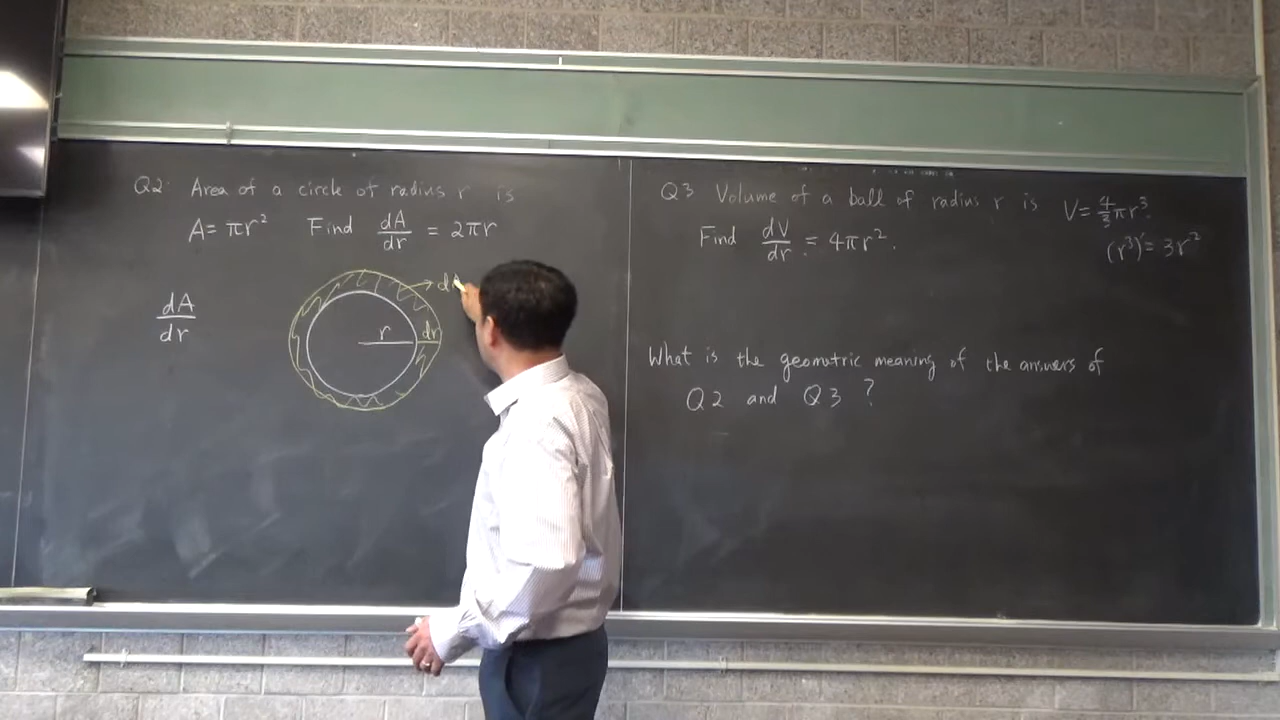 Q2: Area of a circle of radius r is
A = πr² Find dA/dr = 2πr
dA/dr
r
dr
dA
Q3 Volume of a ball of radius r is V = 4/3 πr³.
Find dV/dr = 4πr².
(r³)' = 3r²
What is the geometric meaning of the answers of
Q2 and Q3 ?